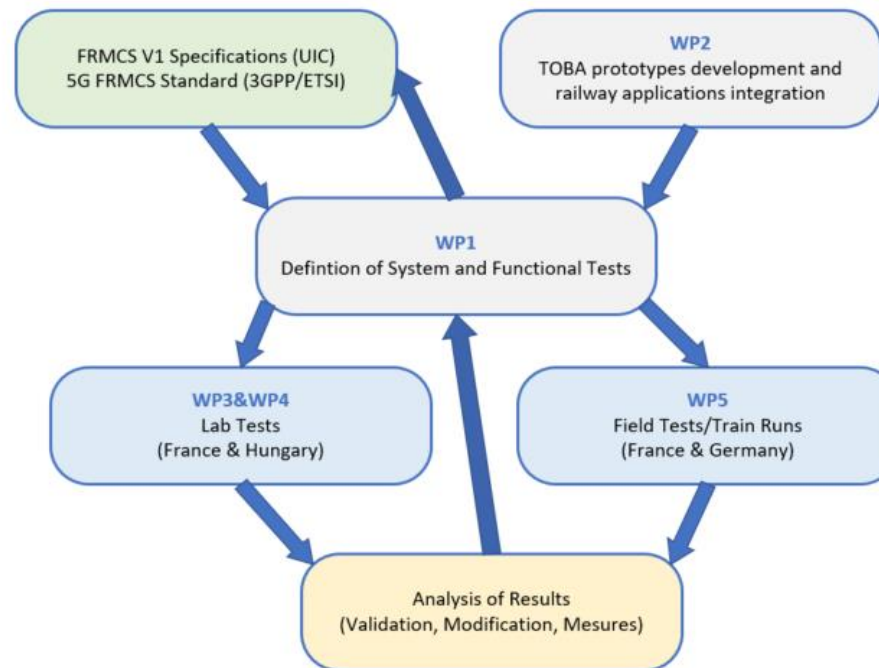 FRMCS V1 Specifications (UIC)
5G FRMCS Standard (3GPP/ETSI)
WP2
TOBA prototypes development and
railway applications integration
WP1
Defintion of System and Functional Tests
WP3&WP4
Lab Tests
(France & Hungary)
WP5
Field Tests/Train Runs
(France & Germany)
Analysis of Results
(Validation, Modification, Mesures)